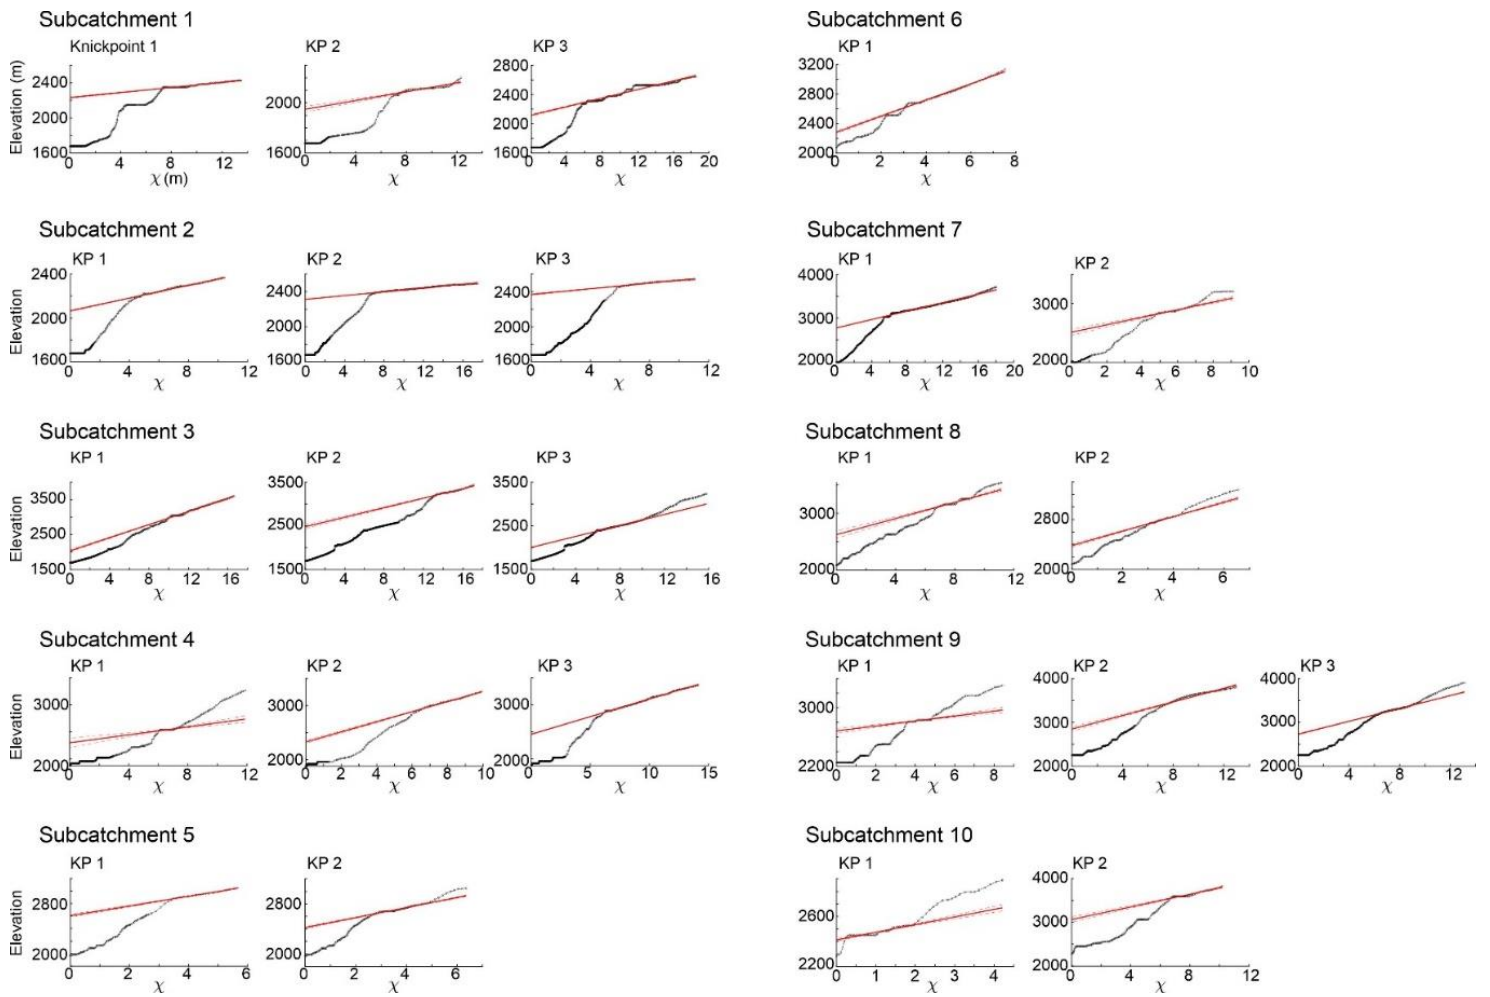 Subcatchment 1
Knickpoint 1
KP 2
KP 3
Elevation (m)
2400
2000
1600
0 4 8 12
χ (m)
2000
1600
0 4 8 12
χ
2800
2400
2000
1600
0 4 8 12 16 20
χ
Subcatchment 6
KP 1
3200
2800
2400
2000
0 2 4 6 8
χ
Subcatchment 2
KP 1
KP 2
KP 3
Elevation
2400
2000
1600
0 4 8 12
χ
2400
2000
1600
0 4 8 12 16
χ
2400
2000
1600
0 4 8 12
χ
Subcatchment 7
KP 1
KP 2
4000
3000
2000
0 4 8 12 16 20
χ
3000
2000
0 2 4 6 8 10
χ
Subcatchment 3
KP 1
KP 2
KP 3
Elevation
3500
2500
1500
0 4 8 12 16
χ
3500
2500
1500
0 4 8 12 16
χ
3500
2500
1500
0 4 8 12 16
χ
Subcatchment 8
KP 1
KP 2
3000
2000
0 4 8 12
χ
2800
2000
0 2 4 6
χ
Subcatchment 4
KP 1
KP 2
KP 3
Elevation
3000
2000
0 4 8 12
χ
3000
2000
0 2 4 6 8 10
χ
3000
2000
0 5 10 15
χ
Subcatchment 9
KP 1
KP 2
KP 3
2800
2200
0 2 4 6 8
χ
4000
3000
2000
0 4 8 12
χ
4000
3000
2000
0 4 8 12
χ
Subcatchment 5
KP 1
KP 2
Elevation
2800
2000
0 2 4 6
χ
2800
2000
0 2 4 6
χ
Subcatchment 10
KP 1
KP 2
2600
2200
0 1 2 3 4
χ
4000
3000
2000
0 4 8 12
χ